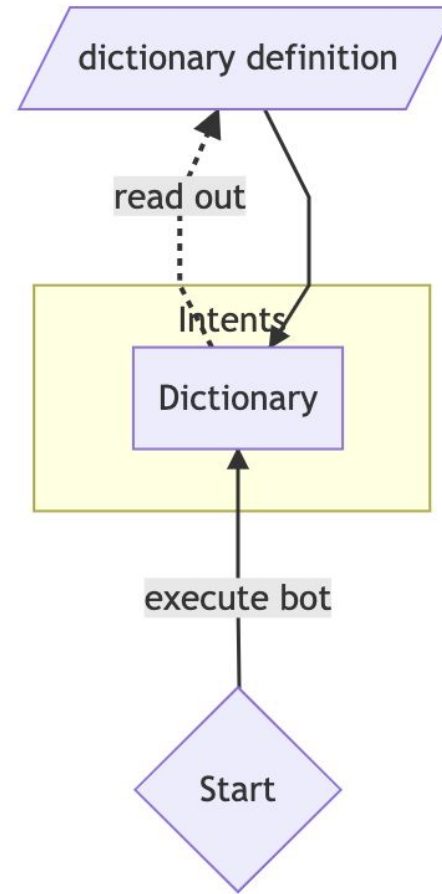 dictionary definition
read out
Intents
Dictionary
execute bot
Start